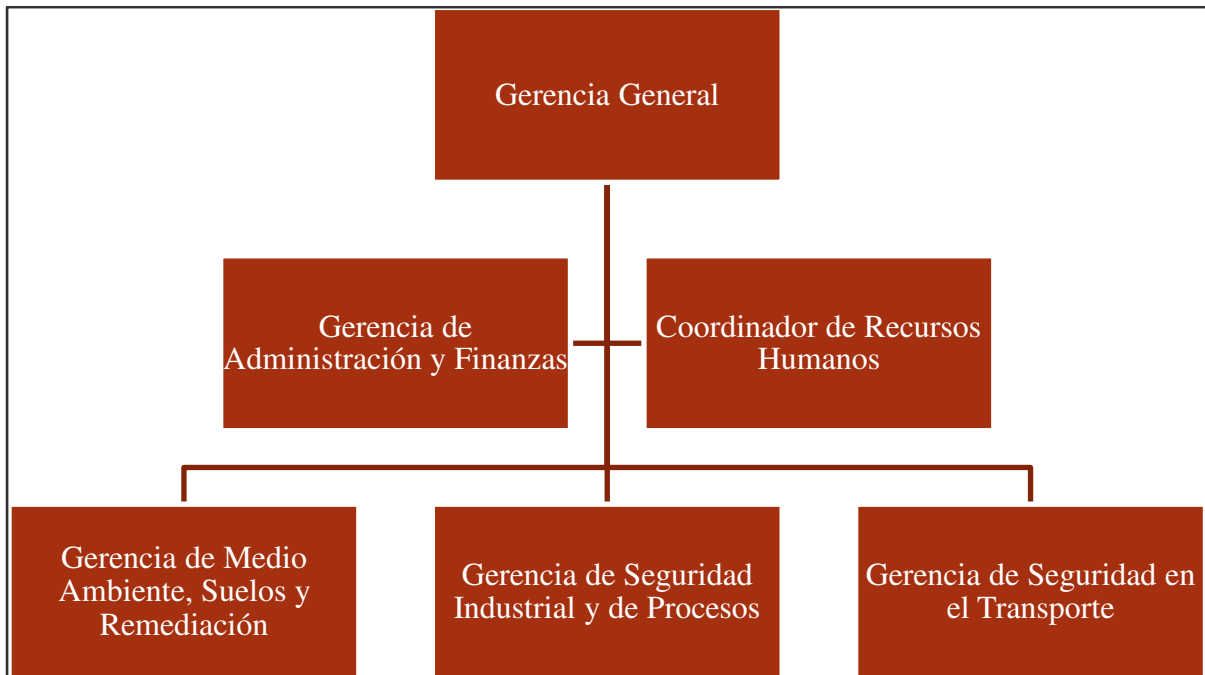 Gerencia General
Gerencia de
Administración y Finanzas
Coordinador de Recursos
Humanos
Gerencia de Medio
Ambiente, Suelos y
Remediación
Gerencia de Seguridad
Industrial y de Procesos
Gerencia de Seguridad en
el Transporte